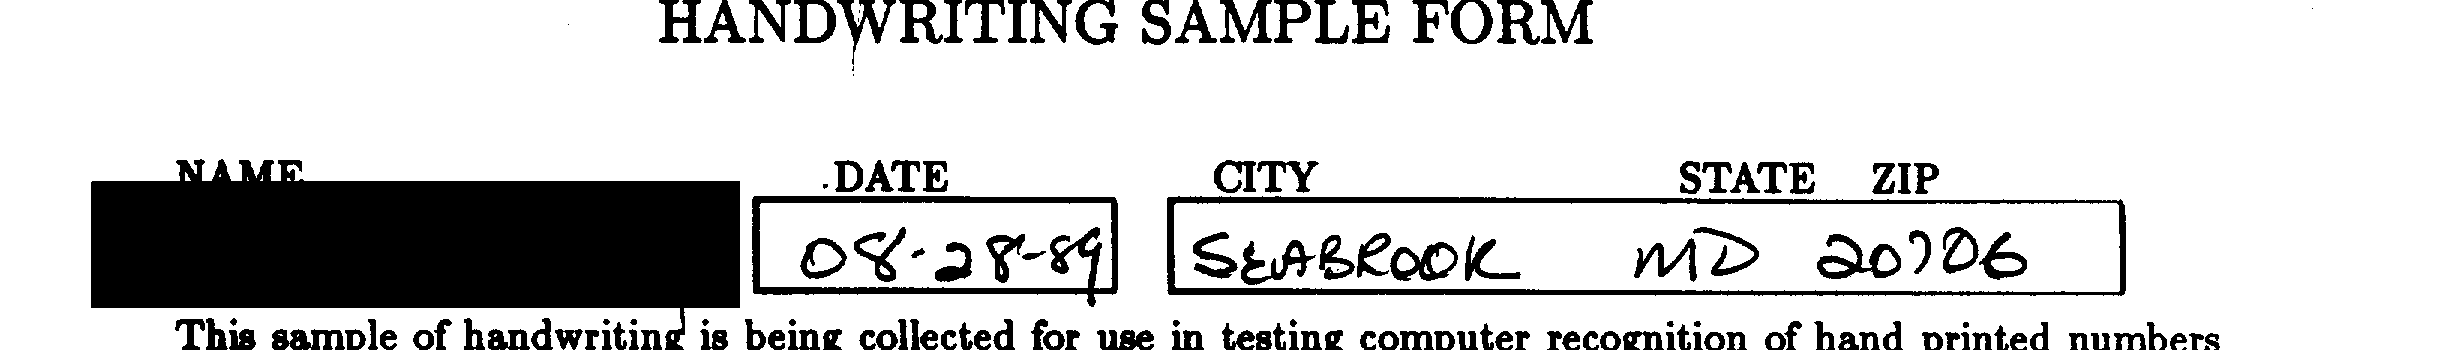 HANDWRITING SAMPLE FORM
NAME DATE CITY STATE ZIP
08-28-89 SEABROOK MD 20706
This sample of handwriting is being collected for use in testing computer recognition of hand printed numbers